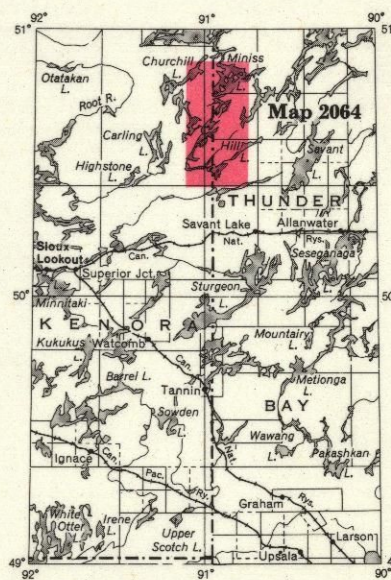 92° 91° 90°
51° 51°
Churchill L. Miniss L.
Otatakan L.
Root R.
Map 2064
Carling L.
Hill L.
Savant L.
Highstone L.
THUNDER
Savant Lake Allanwater
Can. Nat. Rys.
Sioux Lookout
Seseganaga L.
Superior Jct.
50° 50°
Minnitaki L.
Sturgeon L.
KENORA
Mountairy L.
Kukukus L. Watcomb
Can.
Barrel L.
Metionga L.
Tannin
Sowden L.
BAY
Wawang L.
Nat.
Pakashkan L.
Ignace
Can. Pac. Ry.
Graham
Rys.
White Otter L.
Irene L.
Upper Scotch L.
Larson
Upsala
49° 49°
92° 91° 90°